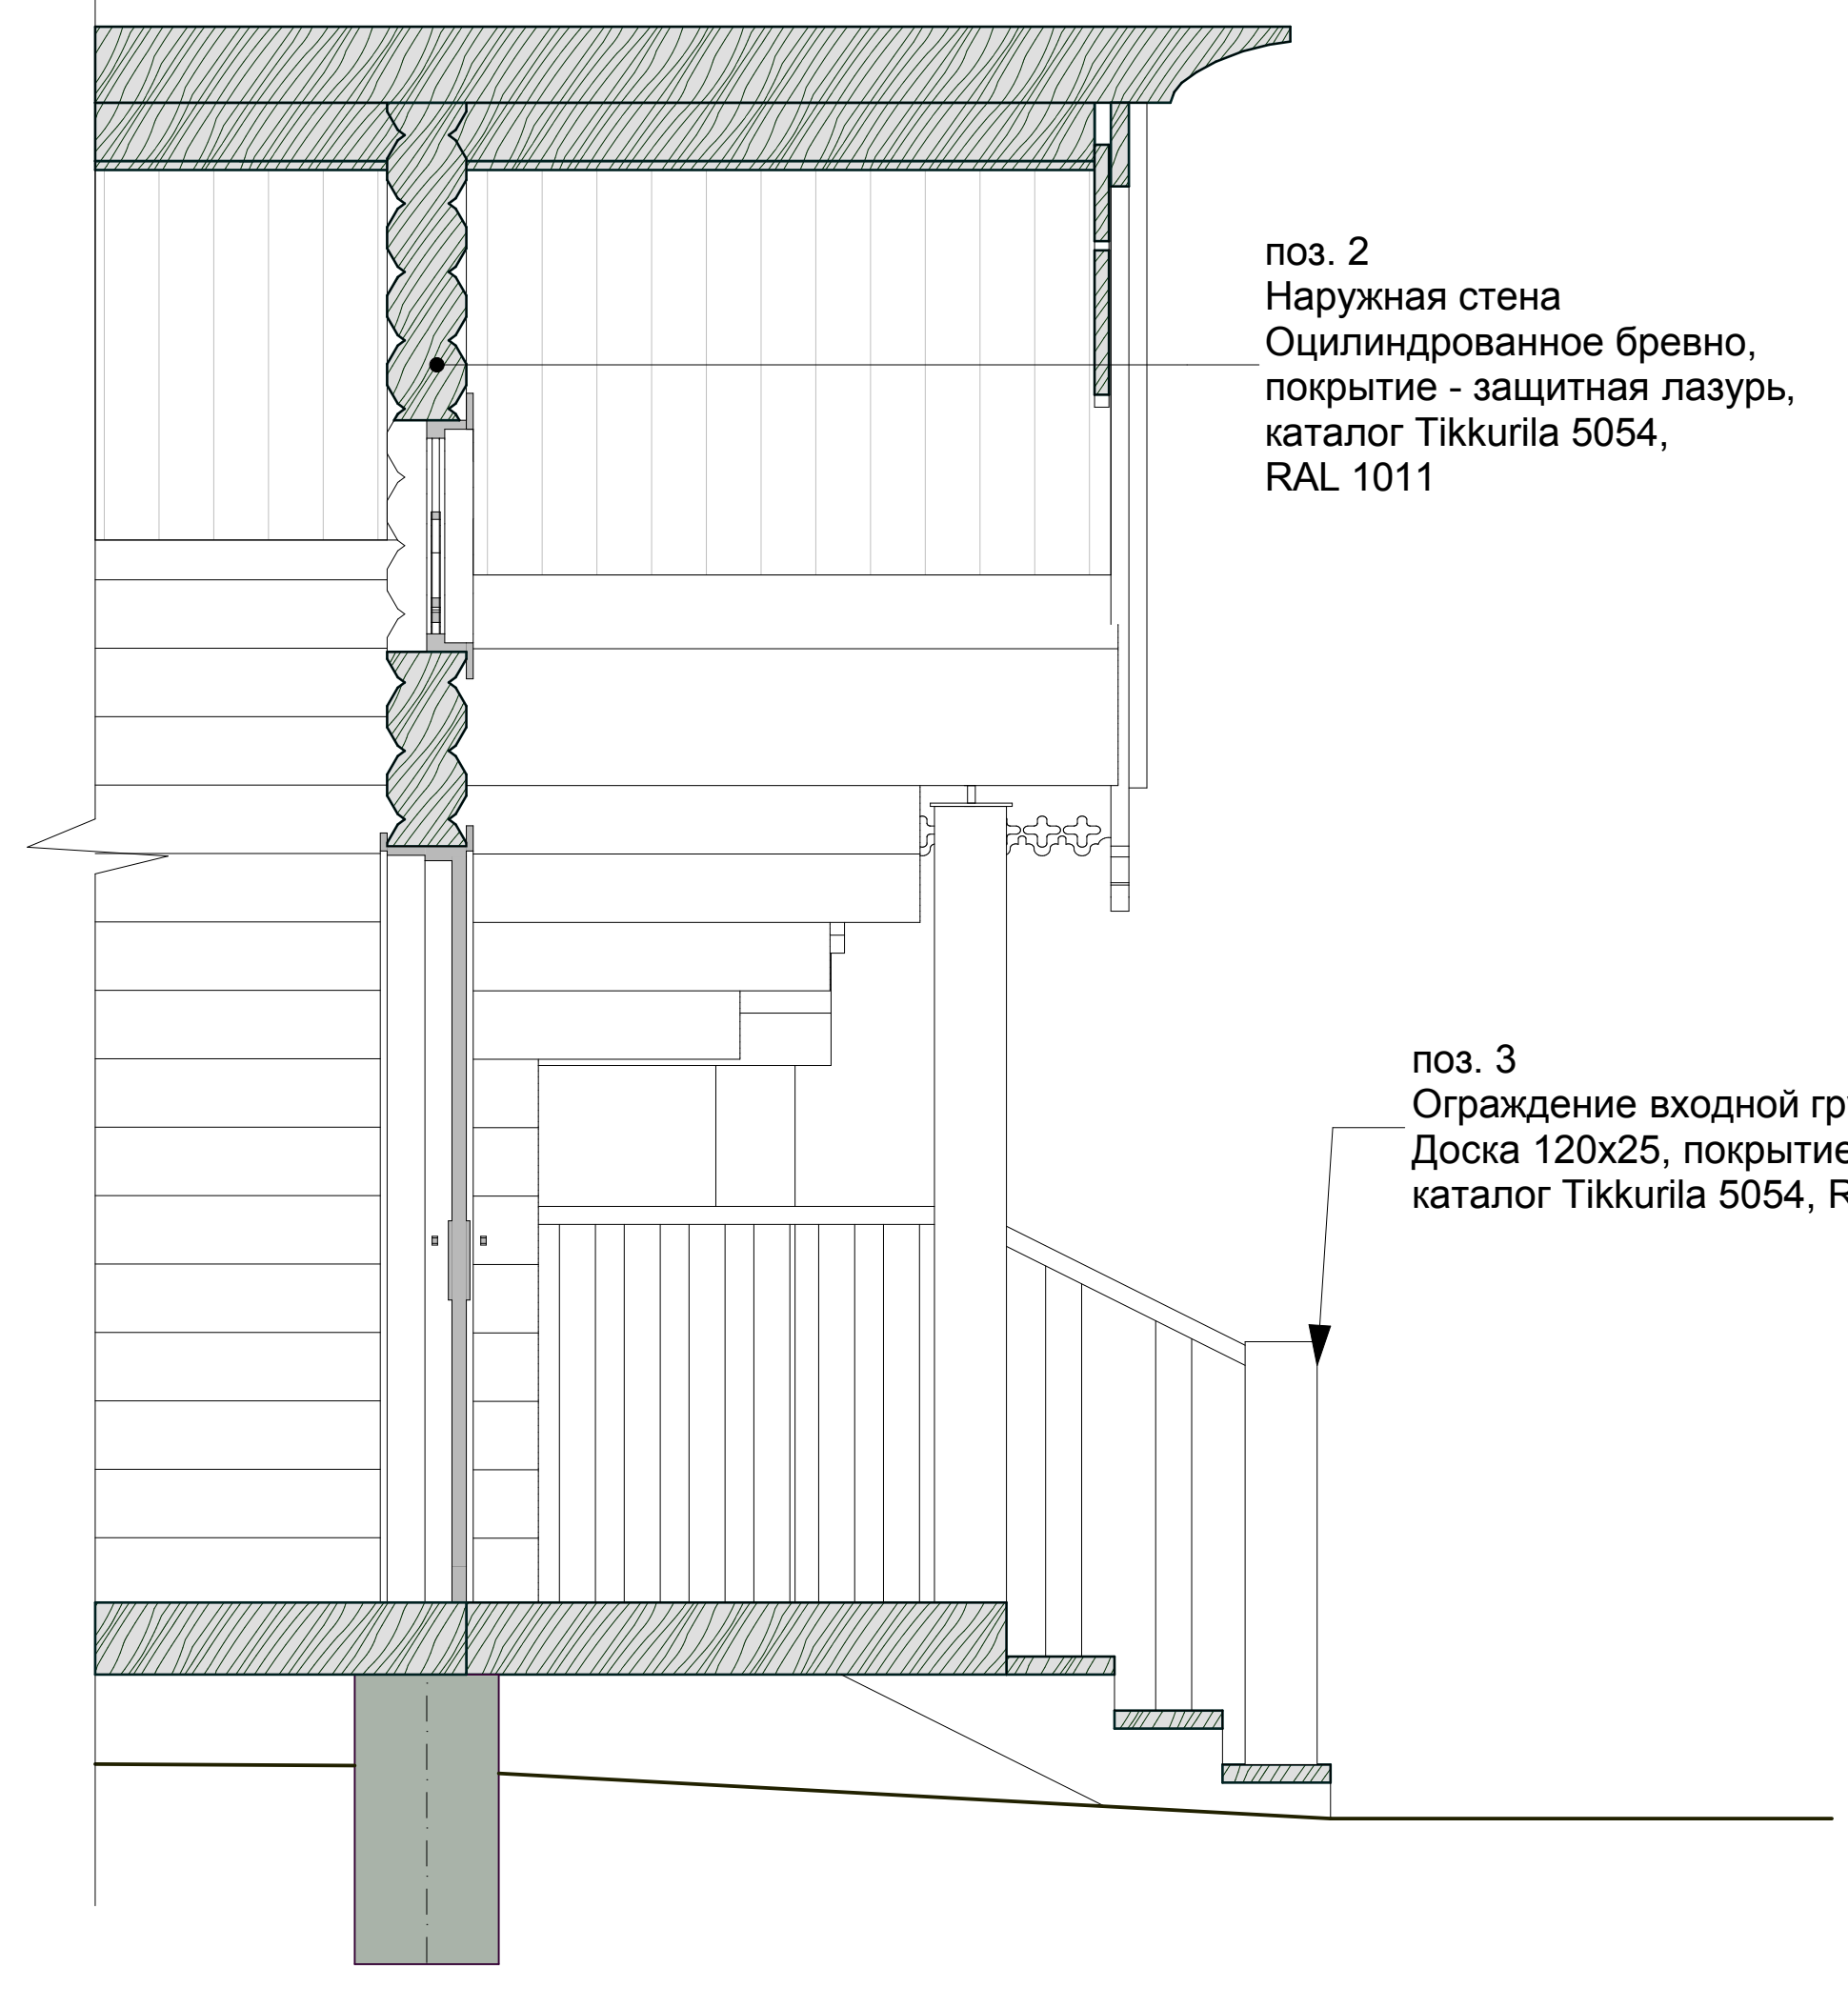 поз. 2
Наружная стена
Оцилиндрованное бревно,
покрытие - защитная лазурь,
каталог Tikkurila 5054,
RAL 1011
поз. 3
Ограждение входной
Доска 120x25, покрытие
каталог Tikkurila 5054,